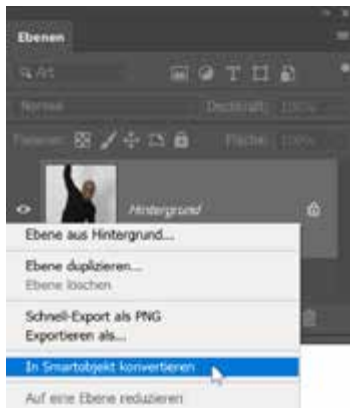 Ebenen
Art
Normal
Deckkraft: 100%
Fläche: 100%
Hintergrund
Ebene aus Hintergrund...
Ebene duplizieren...
Ebene löschen
Schnell-Export als PNG
Exportieren als...
In Smartobjekt konvertieren
Auf eine Ebene reduzieren